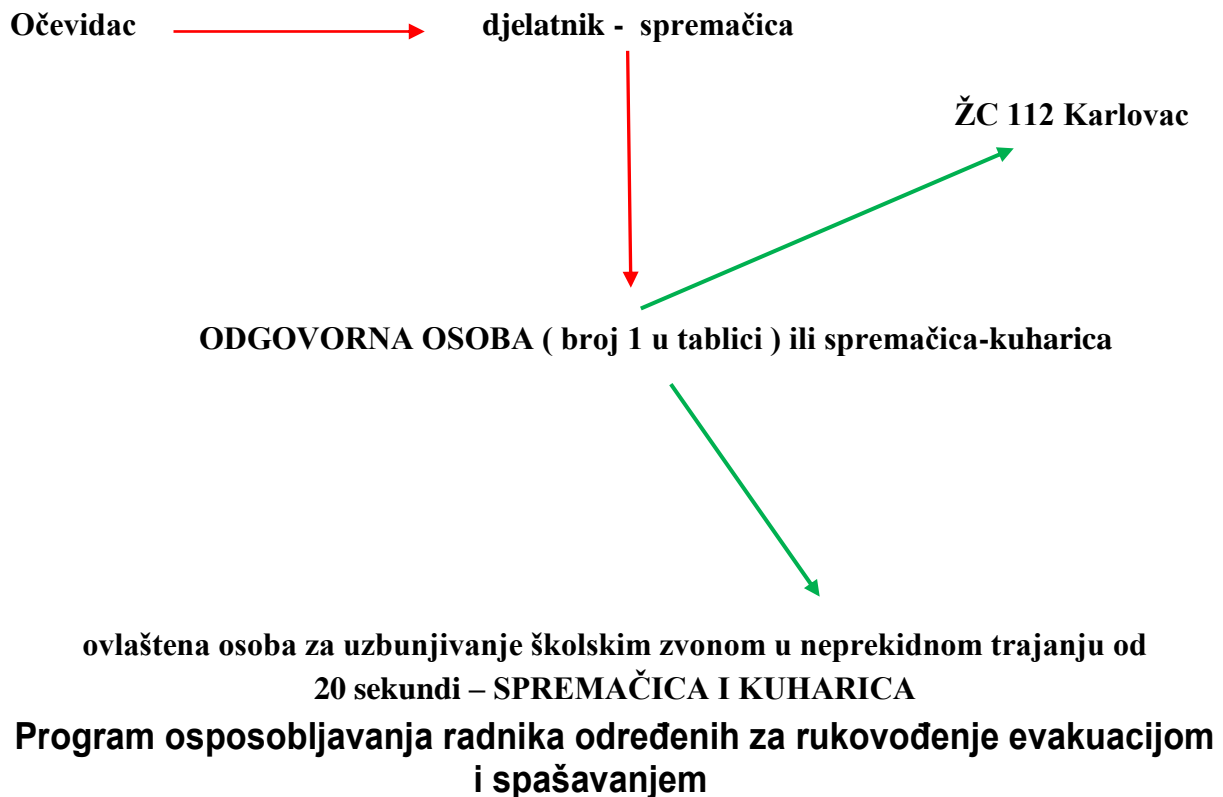 Očevidac djelatnik - spremačica
ŽC 112 Karlovac
ODGOVORNA OSOBA ( broj 1 u tablici ) ili spremačica-kuharica
ovlaštena osoba za uzbunjivanje školskim zvonom u neprekidnom trajanju od
20 sekundi – SPREMAČICA I KUHARICA
Program osposobljavanja radnika određenih za rukovođenje evakuacijom
i spašavanjem